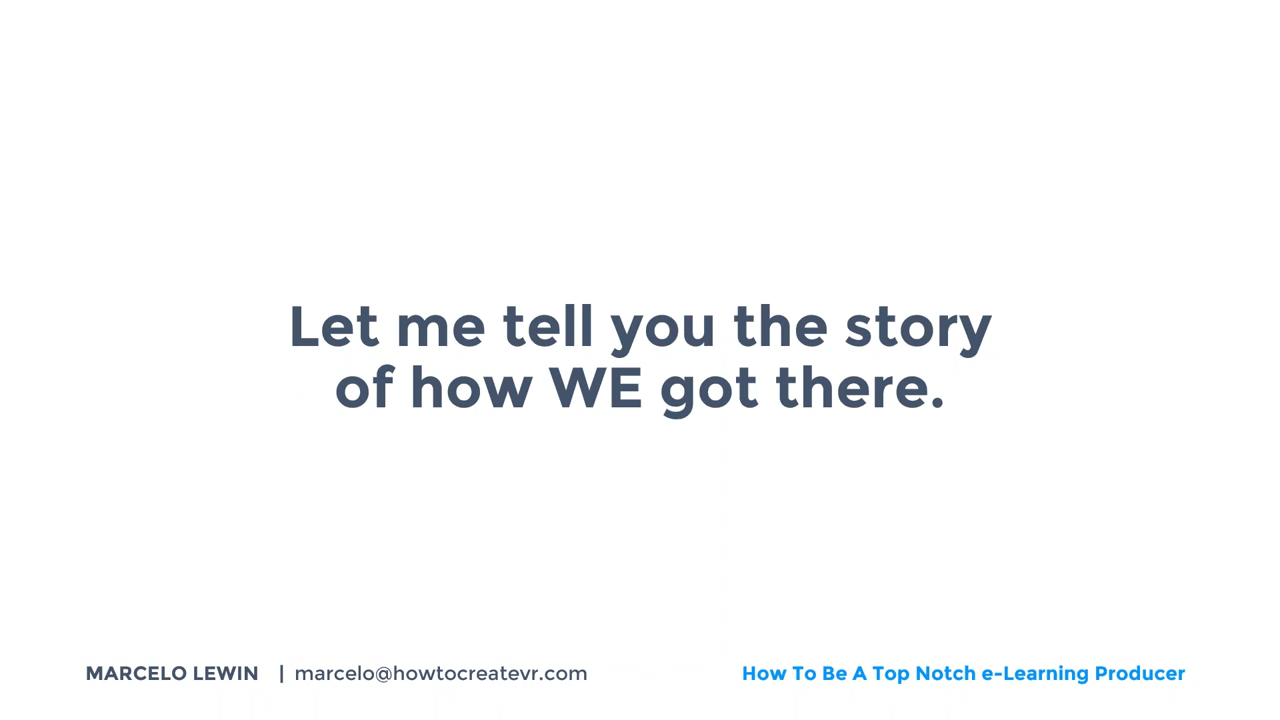 Let me tell you the story
of how WE got there.
MARCELO LEWIN | marcelo@howtocreatevr.com How To Be A Top Notch e-Learning Producer